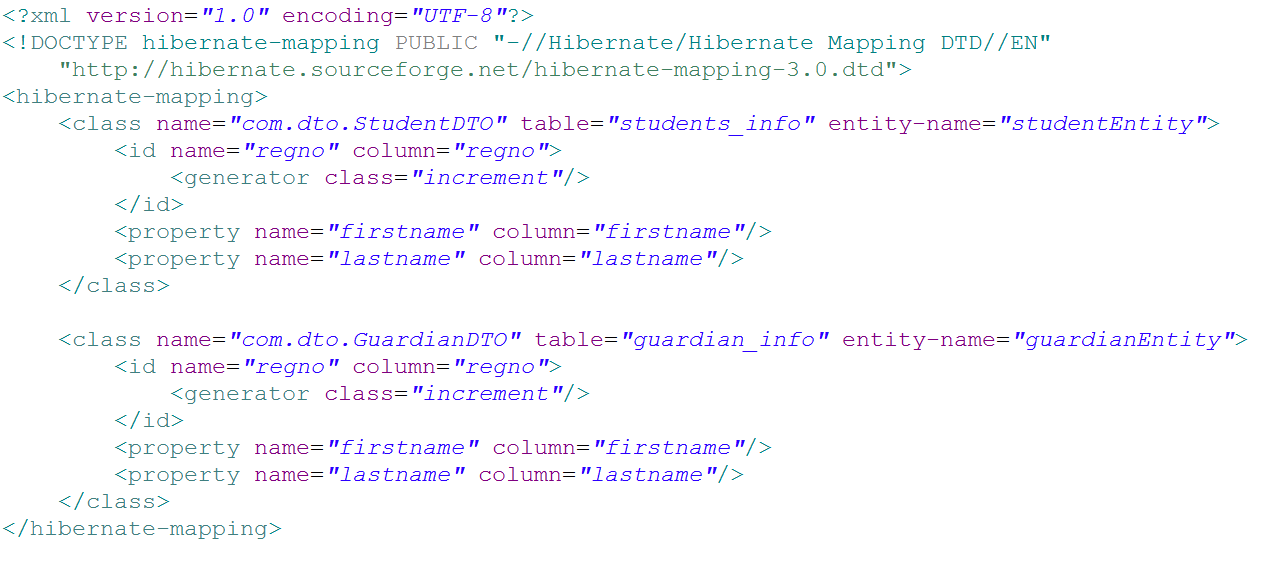 <?xml version="1.0" encoding="UTF-8"?>
<!DOCTYPE hibernate-mapping PUBLIC "-//Hibernate/Hibernate Mapping DTD//EN"
    "http://hibernate.sourceforge.net/hibernate-mapping-3.0.dtd">
<hibernate-mapping>
    <class name="com.dto.StudentDTO" table="students_info" entity-name="studentEntity">
        <id name="regno" column="regno">
            <generator class="increment"/>
        </id>
        <property name="firstname" column="firstname"/>
        <property name="lastname" column="lastname"/>
    </class>

    <class name="com.dto.GuardianDTO" table="guardian_info" entity-name="guardianEntity">
        <id name="regno" column="regno">
            <generator class="increment"/>
        </id>
        <property name="firstname" column="firstname"/>
        <property name="lastname" column="lastname"/>
    </class>
</hibernate-mapping>